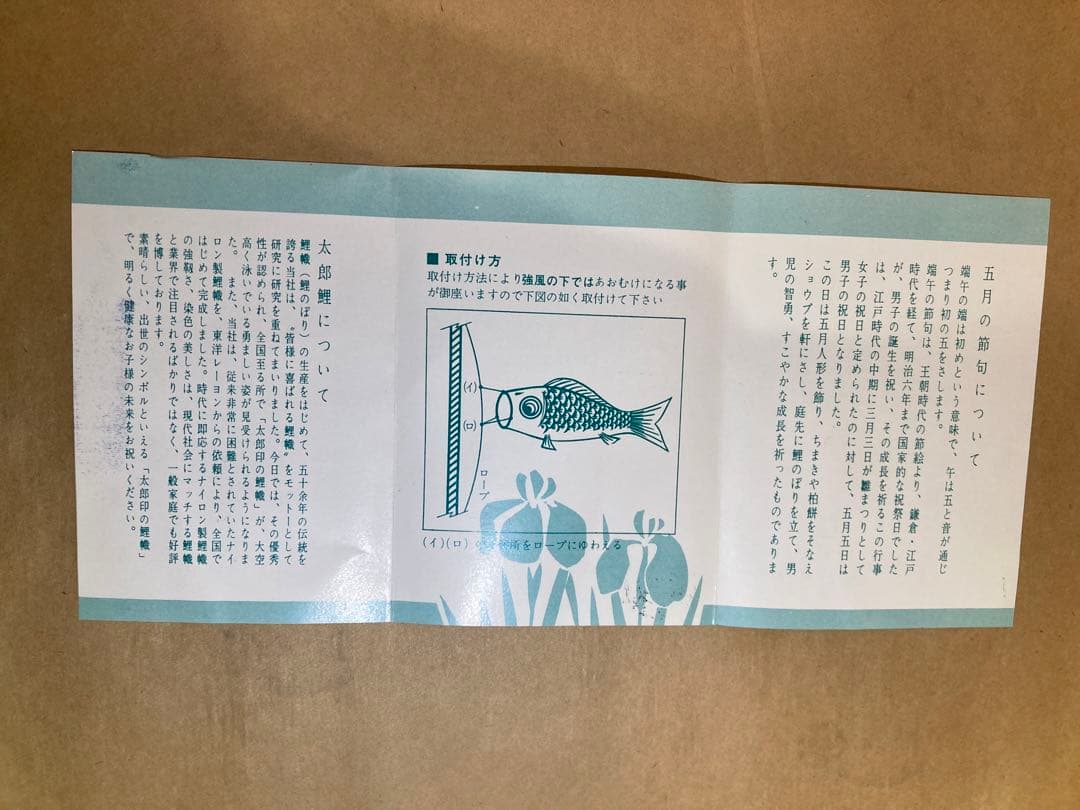 五月の節句について
端午の端は初めという意味で、午は五と音が通じ
つまり初の五をさします。
端午の節句は、王朝時代の節絵より、鎌倉・江戸
時代を経て、明治六年まで国家的な祝祭日でした
が、男子の誕生を祝い、その成長を祈るこの行事
は、江戸時代の中期に三月三日が雛まつりとして
女子の祝日と定められたのに対して、五月五日は
男子の祝日となりました。
この日は五月人形を飾り、ちまきや柏餅をそなえ
ショウブを軒にさし、庭先に鯉のぼりを立て、男
児の智勇、すこやかな成長を祈ったものでありま
す。
■ 取付け方
取付け方法により強風の下ではあおむけになる事
が御座いますので下図の如く取付けて下さい
(イ)
(ロ)
ロープ
(イ)(ロ) 所をロープにゆわえる
太郎鯉について
鯉幟(鯉のぼり)の生産をはじめて、五十余年の伝統を
誇る当社は、“皆様に喜ばれる鯉幟”をモットーとして
研究に研究を重ねてまいりました。今日では、その優秀
性が認められ、全国至る所で「太郎印の鯉幟」が、大空
高く泳いでいる勇ましい姿が見受けられるようになりま
た。 また、当社は、従来非常に困難とされていたナイ
ロン製鯉幟を、東洋レーヨンからの依頼により、全国で
はじめて完成しました。時代に即応するナイロン製鯉幟
の強靱さ、染色の美しさは、現代社会にマッチする鯉幟
と業界で注目されるばかりではなく、一般家庭でも好評
を博しております。
素晴らしい、出世のシンボルといえる「太郎印の鯉幟」
で、明るく健康なお子様の未来をお祝いください。